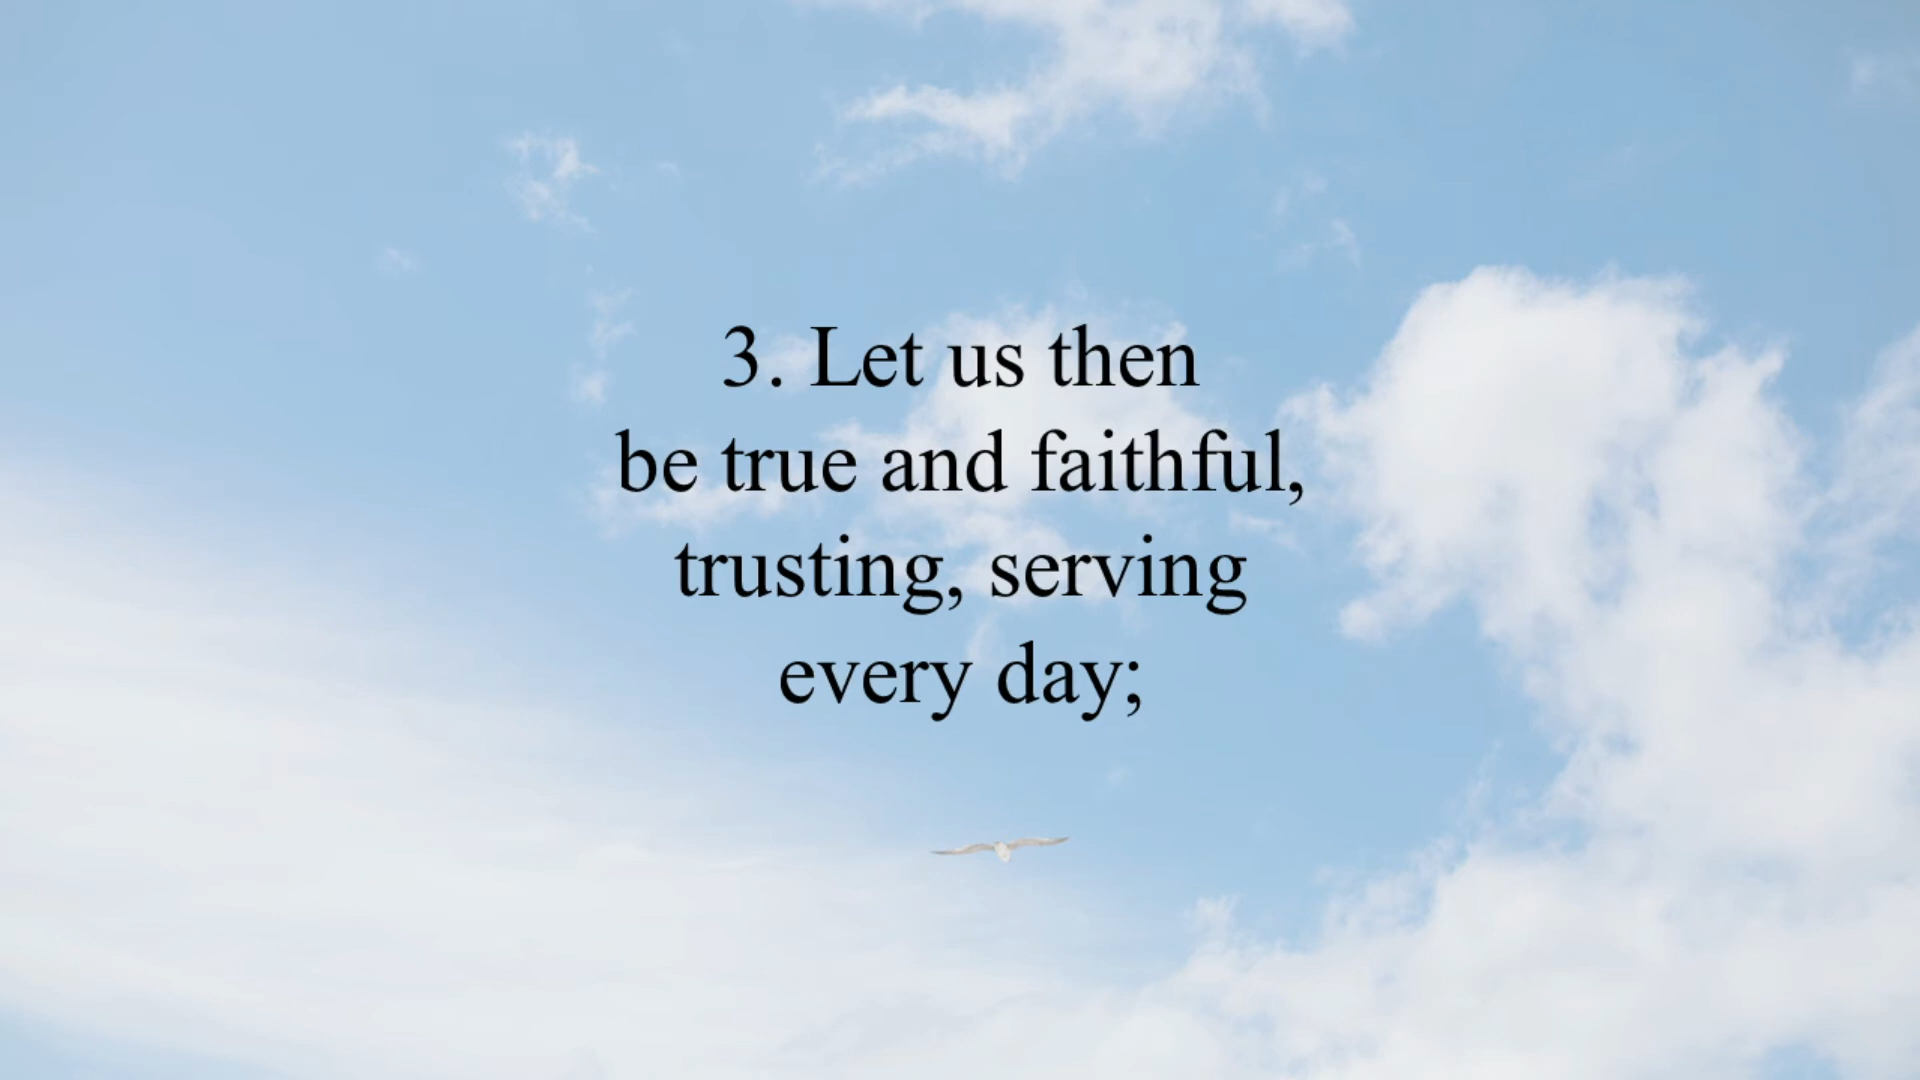 3. Let us then
be true and faithful,
trusting, serving
every day;